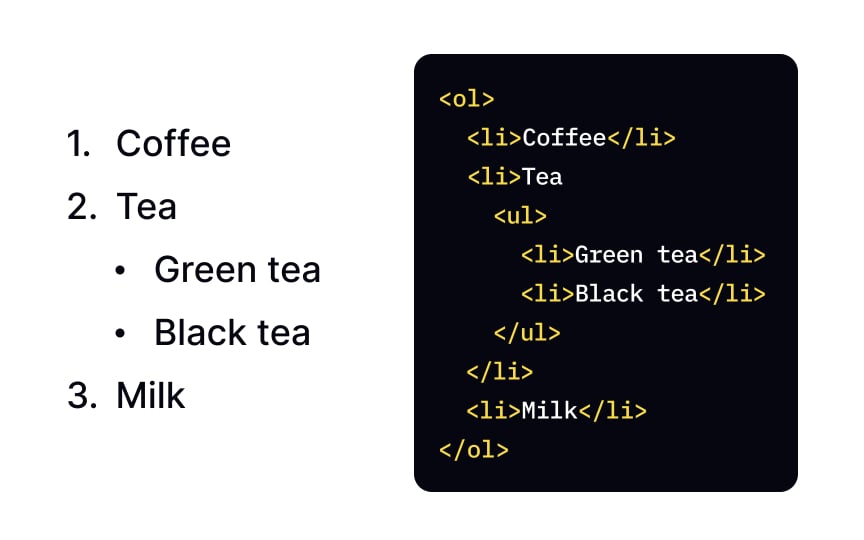 1. Coffee
2. Tea
• Green tea
• Black tea
3. Milk
<ol>
  <li>Coffee</li>
  <li>Tea
    <ul>
      <li>Green tea</li>
      <li>Black tea</li>
    </ul>
  </li>
  <li>Milk</li>
</ol>